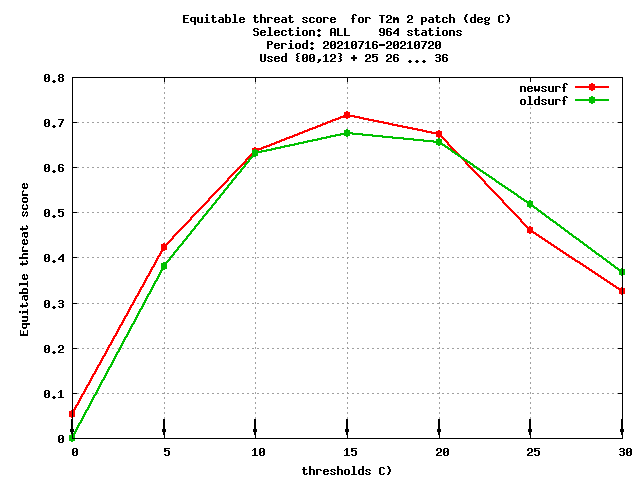 Equitable threat score  for T2m 2 patch (deg C)
Selection: ALL    964 stations
Period: 20210716-20210720
Used {00,12} + 25 26 ... 36
newsurf
oldsurf
Equitable threat score
0.8
0.7
0.6
0.5
0.4
0.3
0.2
0.1
0
0 5 10 15 20 25 30
thresholds C)